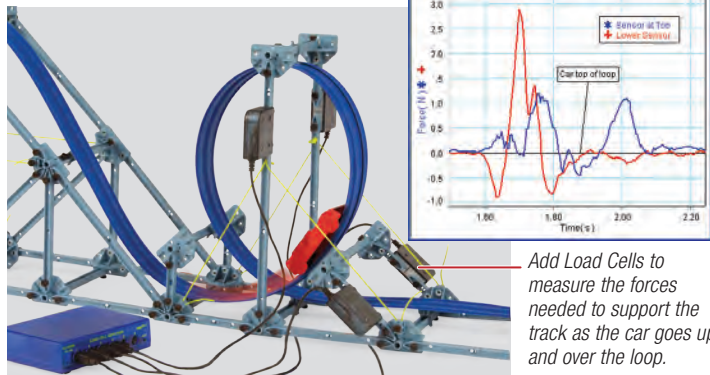 3.0
2.5
2.0
1.5
1.0
0.5
-0.0
0.5
-1.0
Force( N ) * +
* Sensor at Top
+ Lower Sensor
Car top of loop
1.60
1.80
2.00
2.20
Time( s )
Add Load Cells to
measure the forces
needed to support the
track as the car goes up
and over the loop.